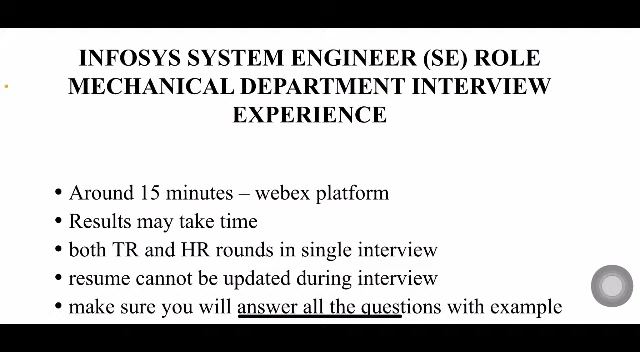 INFOSYS SYSTEM ENGINEER (SE) ROLE
MECHANICAL DEPARTMENT INTERVIEW
EXPERIENCE
• Around 15 minutes – webex platform
• Results may take time
• both TR and HR rounds in single interview
• resume cannot be updated during interview
• make sure you will answer all the questions with example